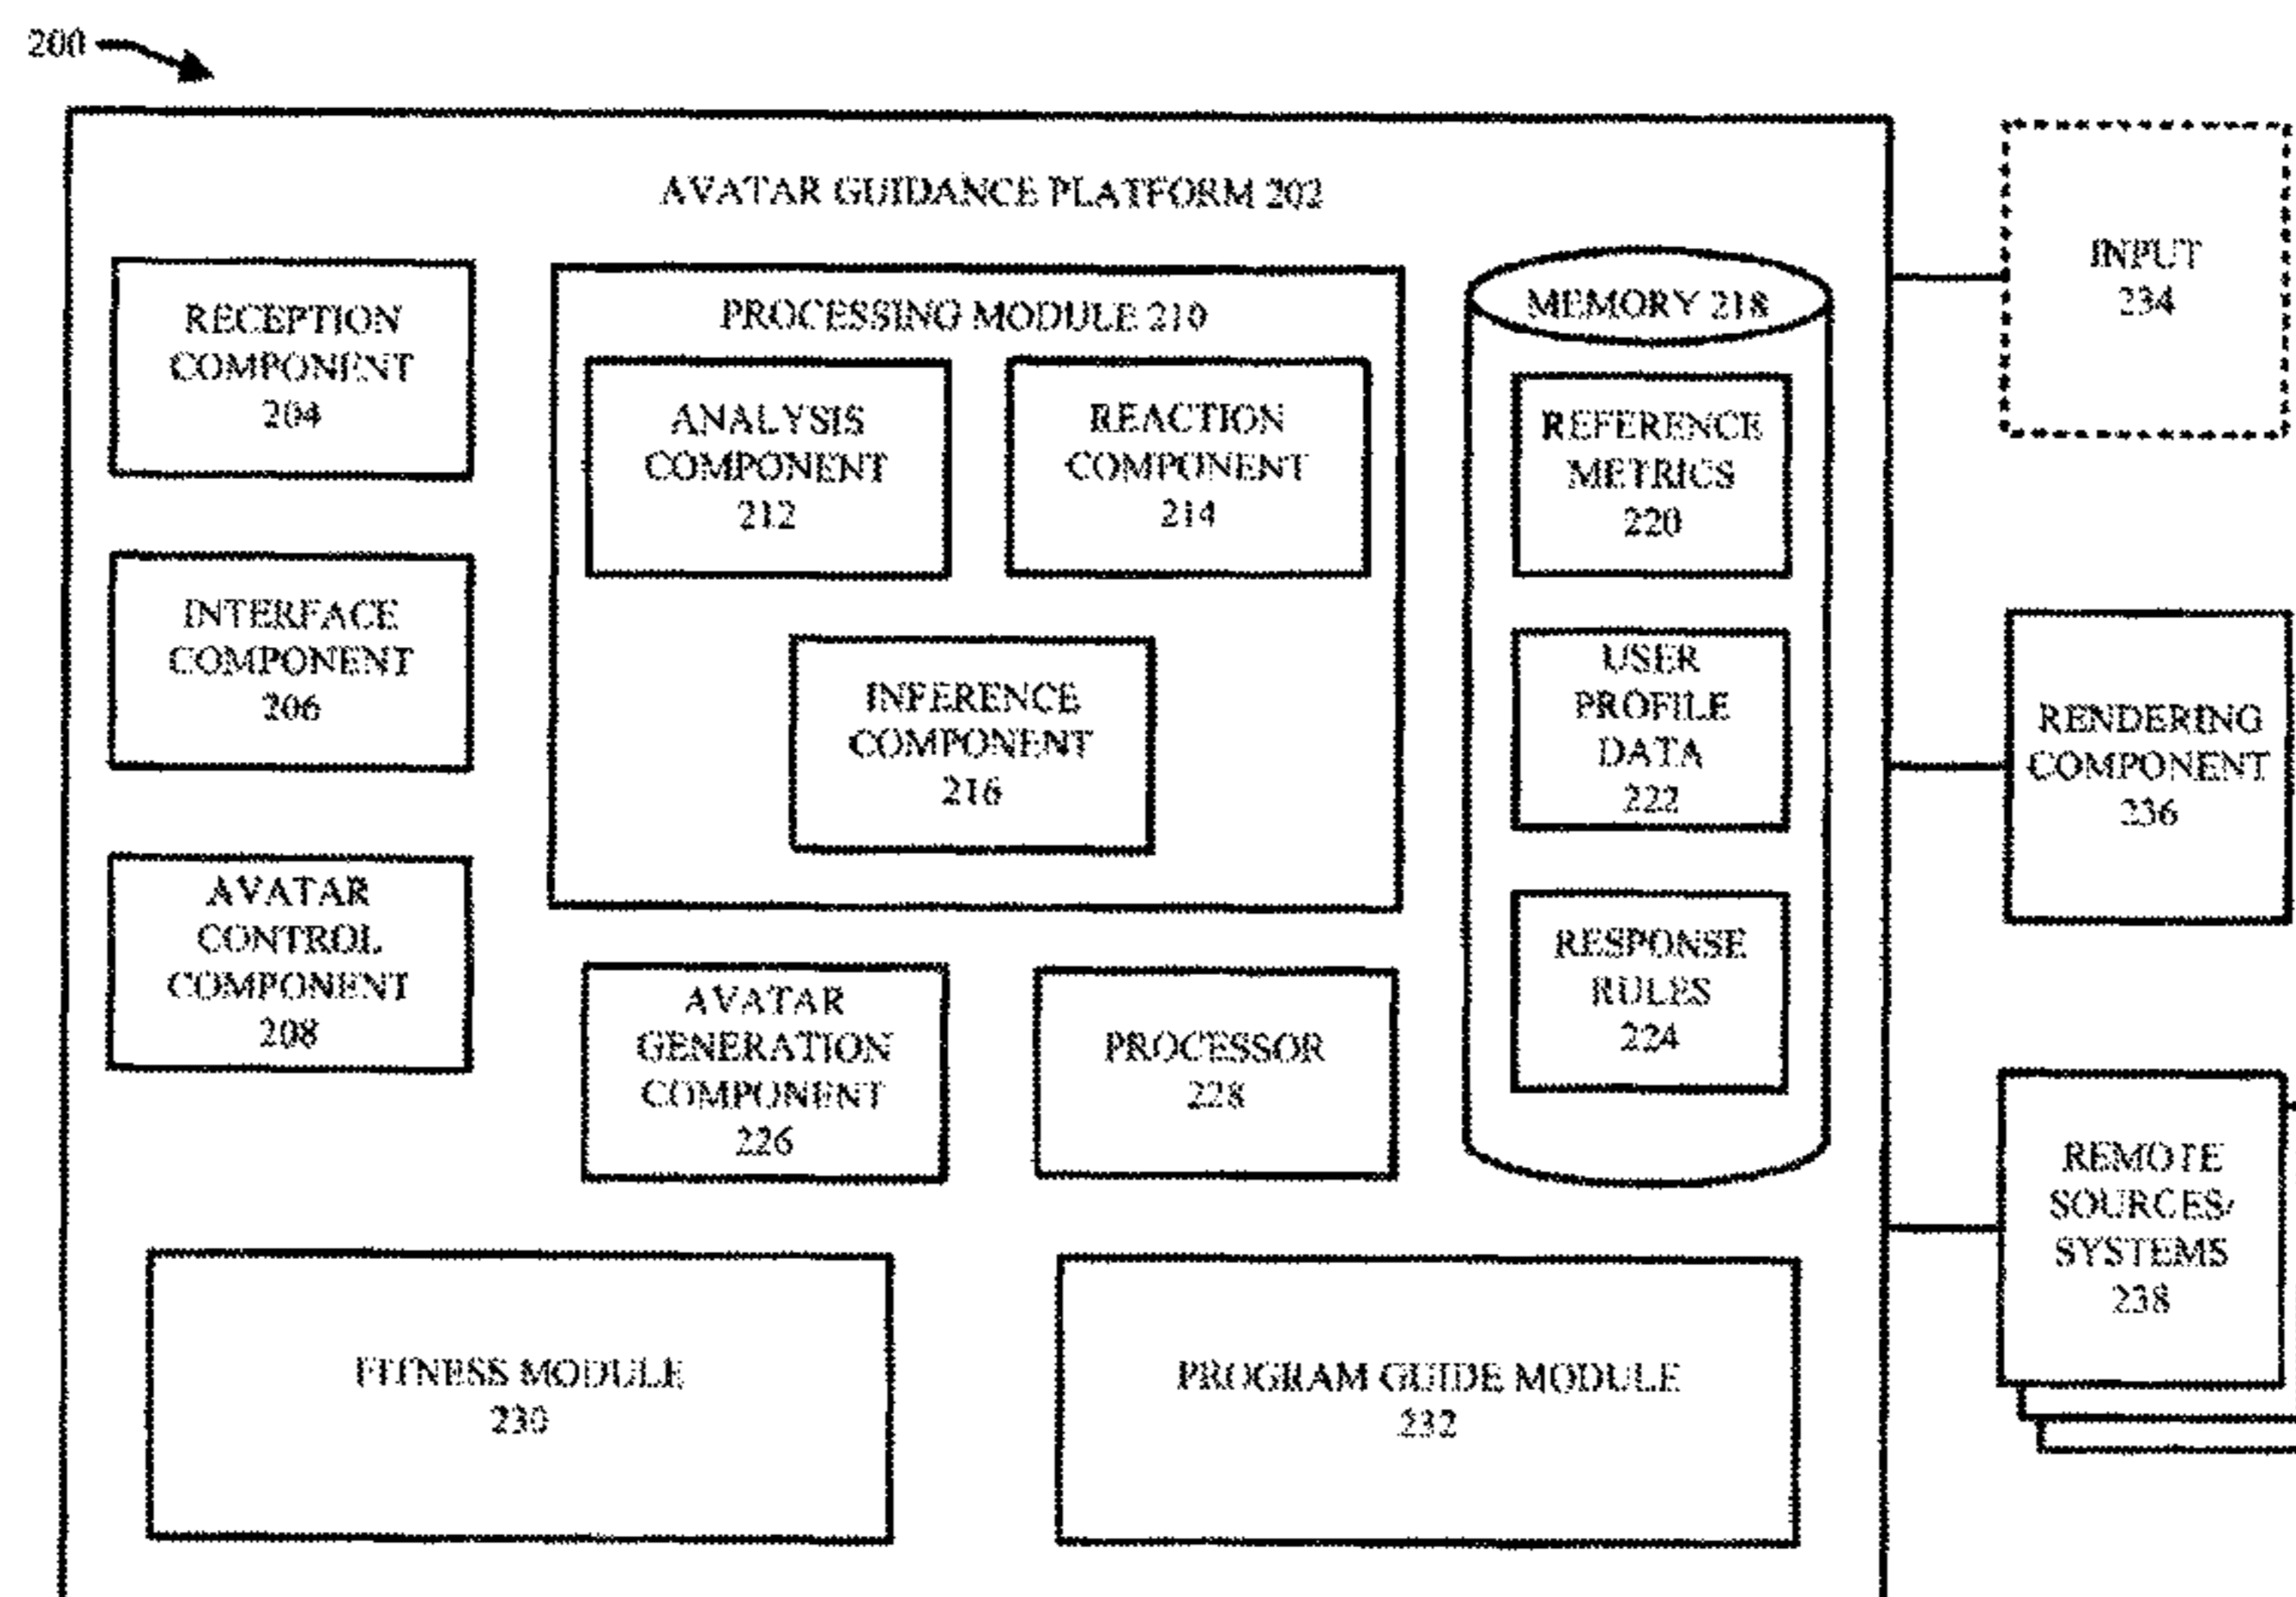 200
AVATAR GUIDANCE PLATFORM 202
RECEPTION
COMPONENT
204
INTERFACE
COMPONENT
206
AVATAR
CONTROL
COMPONENT
208
PROCESSING MODULE 210
ANALYSIS
COMPONENT
212
REACTION
COMPONENT
214
INFERENCE
COMPONENT
216
MEMORY 218
REFERENCE
METRICS
220
USER
PROFILE
DATA
222
RESPONSE
RULES
224
AVATAR
GENERATION
COMPONENT
226
PROCESSOR
228
FITNESS MODULE
230
PROGRAM GUIDE MODULE
232
INPUT
234
RENDERING
COMPONENT
236
REMOTE
SOURCES/
SYSTEMS
238